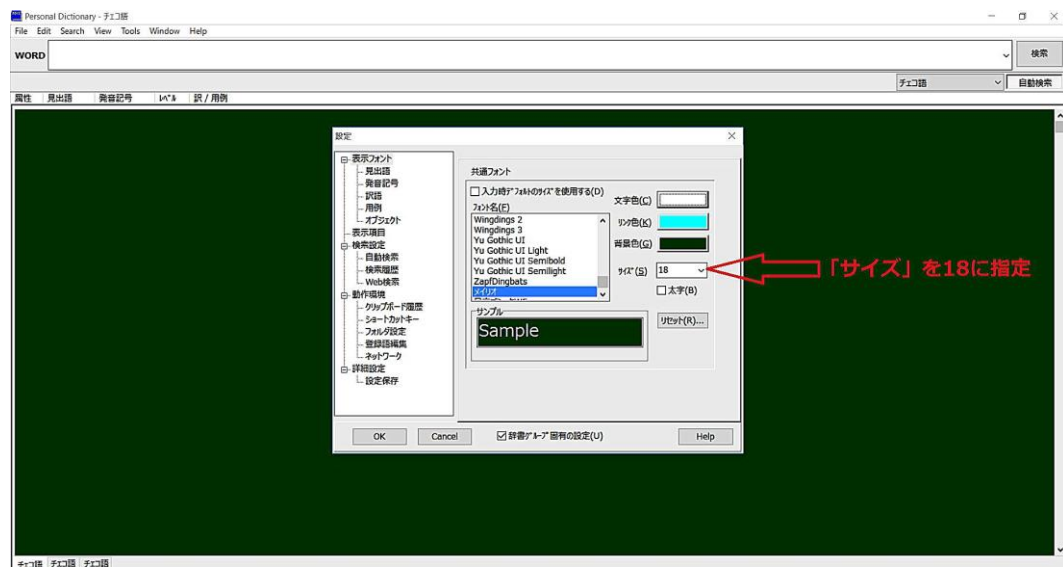 Personal Dictionary - チェコ語
File Edit Search View Tools Window Help
WORD
検索
チェコ語
自動検索
属性 見出語 発音記号 ﾚﾍﾞﾙ 訳 / 用例
設定
表示フォント
見出語
発音記号
訳語
用例
オブジェクト
表示項目
検索設定
自動検索
検索履歴
Web検索
動作環境
クリップボード履歴
ショートカットキー
フォルダ設定
登録語編集
ネットワーク
詳細設定
設定保存
共通フォント
入力時ﾃﾞﾌｫﾙﾄのｻｲｽﾞを使用する(D)
ﾌｫﾝﾄ名(F)
Wingdings 2
Wingdings 3
Yu Gothic UI
Yu Gothic UI Light
Yu Gothic UI Semibold
Yu Gothic UI Semilight
ZapfDingbats
メイリオ
文字色(C)
ﾘﾝｸ色(K)
背景色(G)
ｻｲｽﾞ(S) 18
太字(B)
サンプル
Sample
ﾘｾｯﾄ(R)...
OK Cancel 辞書ｸﾞﾙｰﾌﾟ固有の設定(U) Help
「サイズ」を18に指定
チェコ語 チェコ語 チェコ語